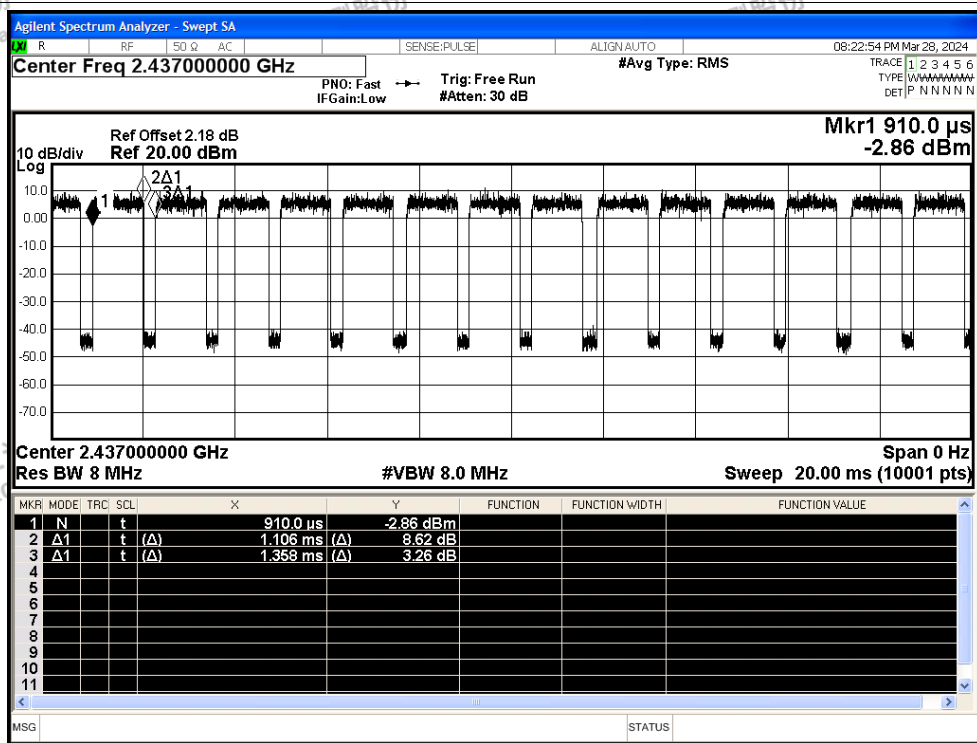 Agilent Spectrum Analyzer - Swept SA
LXI R RF 50 Ω AC SENSE:PULSE ALIGN AUTO 08:22:54 PM Mar 28, 2024
Center Freq 2.437000000 GHz #Avg Type: RMS TRACE 1 2 3 4 5 6
PNO: Fast Trig: Free Run TYPE WWWWWW
IFGain:Low #Atten: 30 dB DET P N N N N N
Mkr1 910.0 µs
Ref Offset 2.18 dB
10 dB/div Ref 20.00 dBm -2.86 dBm
Log
2Δ1
10.0
3Δ1
1
0.00
-10.0
-20.0
-30.0
-40.0
-50.0
-60.0
-70.0
Center 2.437000000 GHz Span 0 Hz
Res BW 8 MHz #VBW 8.0 MHz Sweep 20.00 ms (10001 pts)
MKR MODE TRC SCL X Y FUNCTION FUNCTION WIDTH FUNCTION VALUE
1 N t 910.0 µs -2.86 dBm
2 Δ1 t (Δ) 1.106 ms (Δ) 8.62 dB
3 Δ1 t (Δ) 1.358 ms (Δ) 3.26 dB
4
5
6
7
8
9
10
11
MSG STATUS